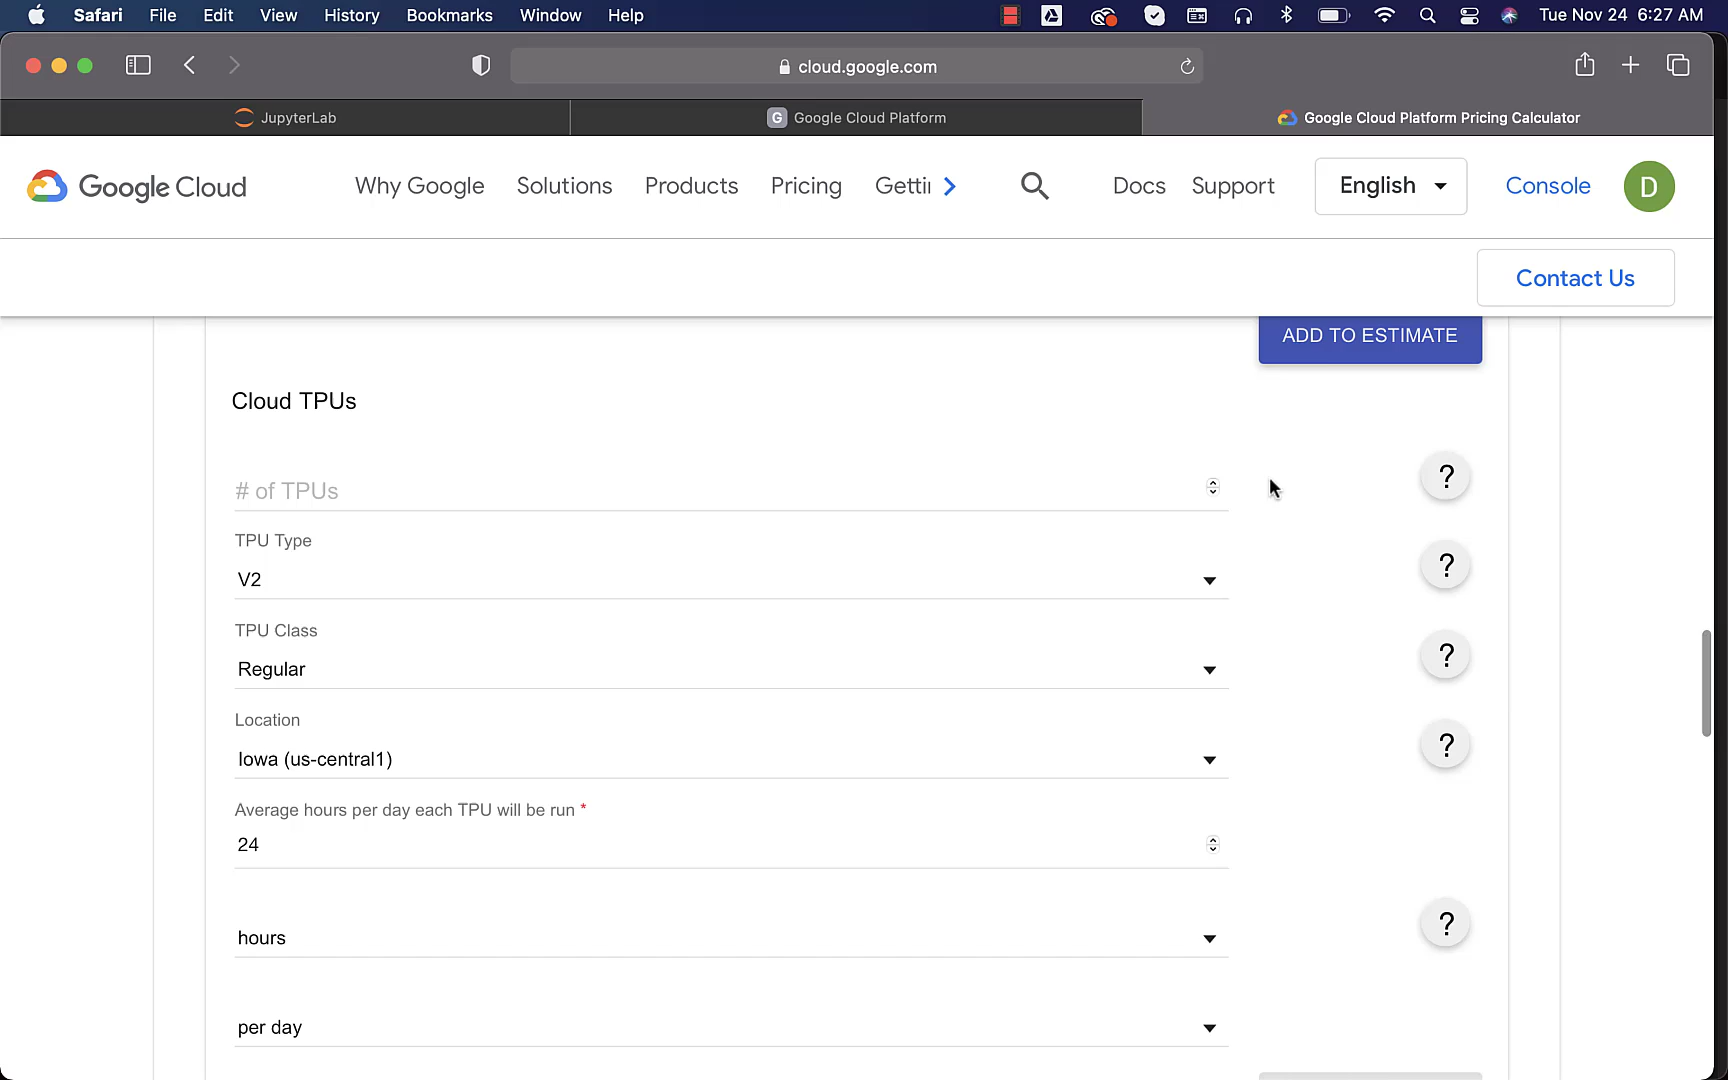 Safari File Edit View History Bookmarks Window Help Tue Nov 24 6:27 AM
cloud.google.com
JupyterLab
G Google Cloud Platform
Google Cloud Platform Pricing Calculator
Google Cloud Why Google Solutions Products Pricing Gettin Docs Support English Console D
Contact Us
ADD TO ESTIMATE
Cloud TPUs
# of TPUs
?
TPU Type
V2
?
TPU Class
Regular
?
Location
Iowa (us-central1)
?
Average hours per day each TPU will be run *
24
hours
?
per day